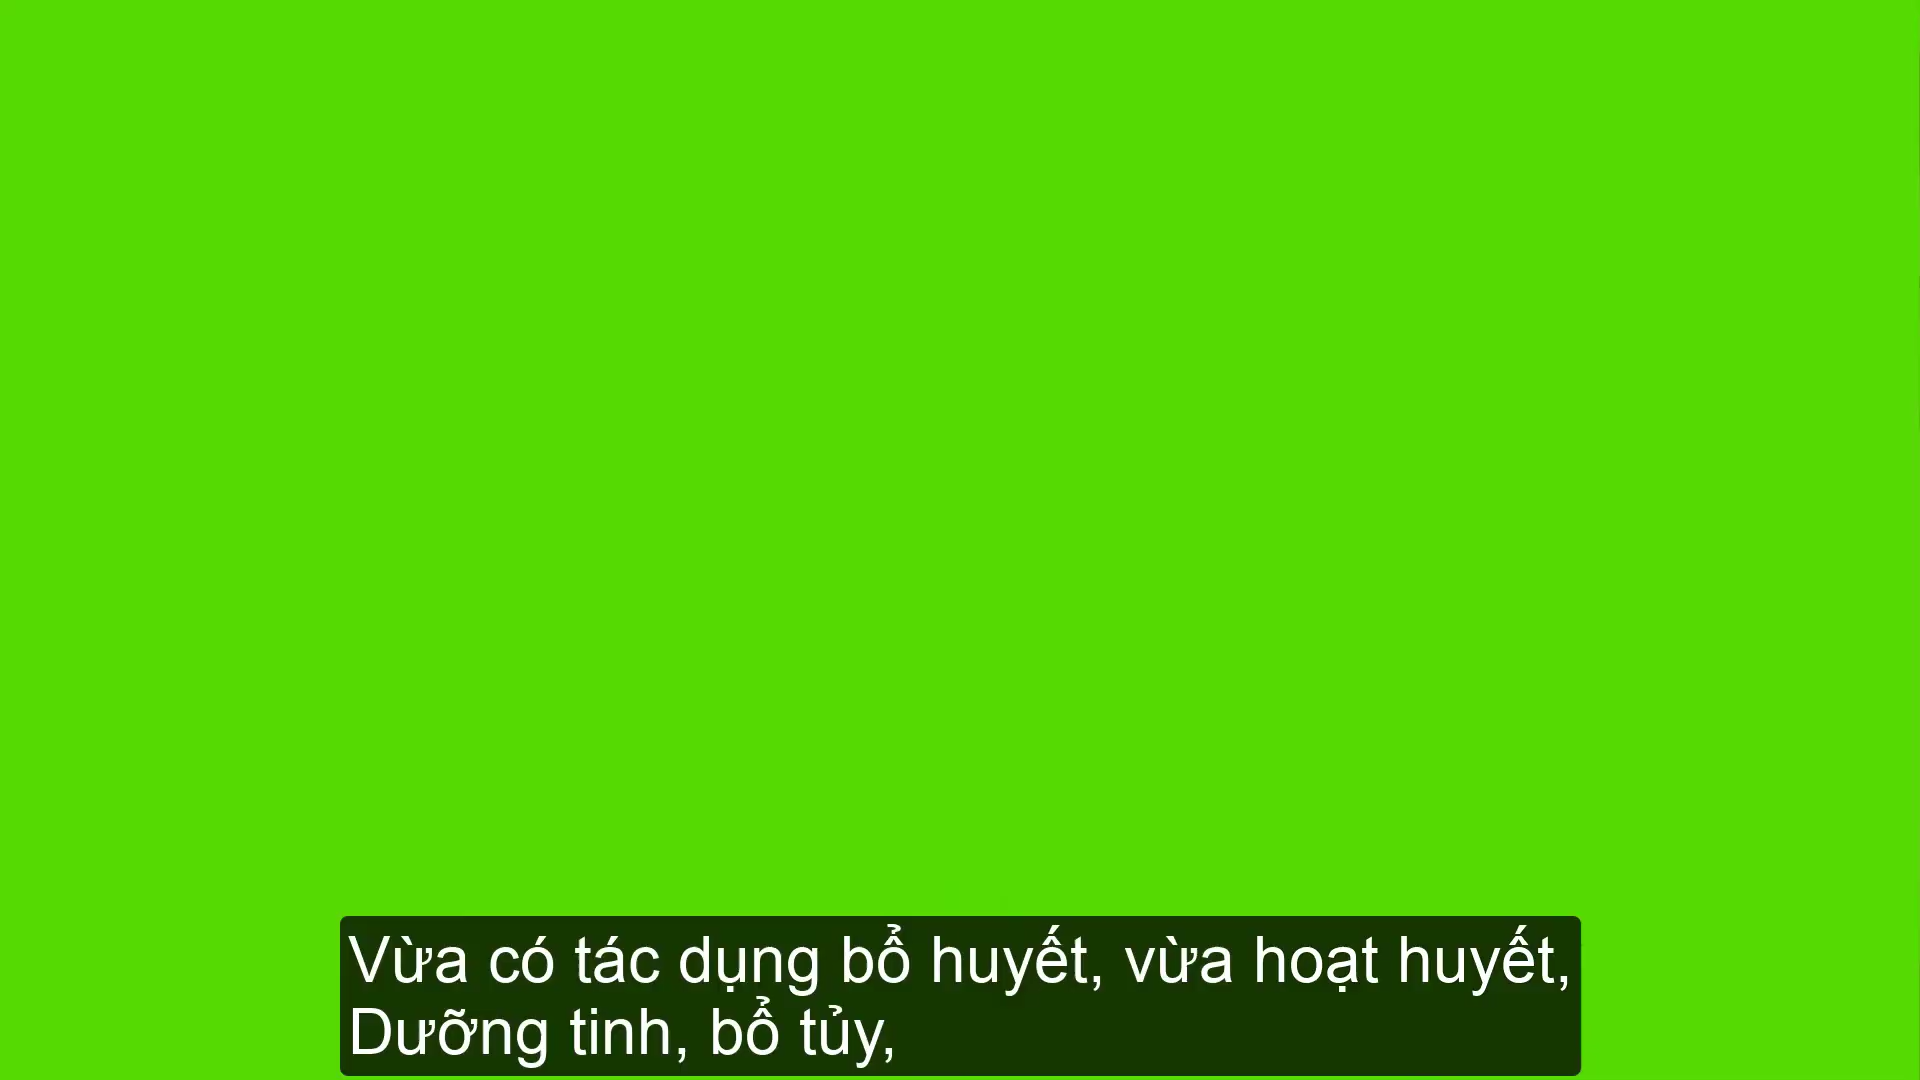 Vừa có tác dụng bổ huyết, vừa hoạt huyết,
Dưỡng tinh, bổ tủy,